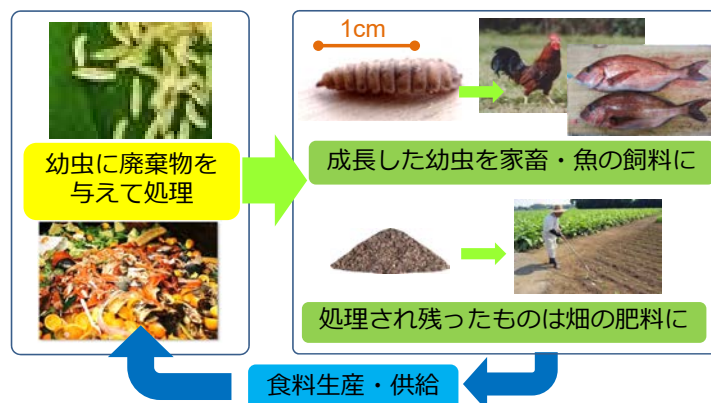 幼虫に廃棄物を
与えて処理
1cm
成長した幼虫を家畜・魚の飼料に
処理され残ったものは畑の肥料に
食料生産・供給